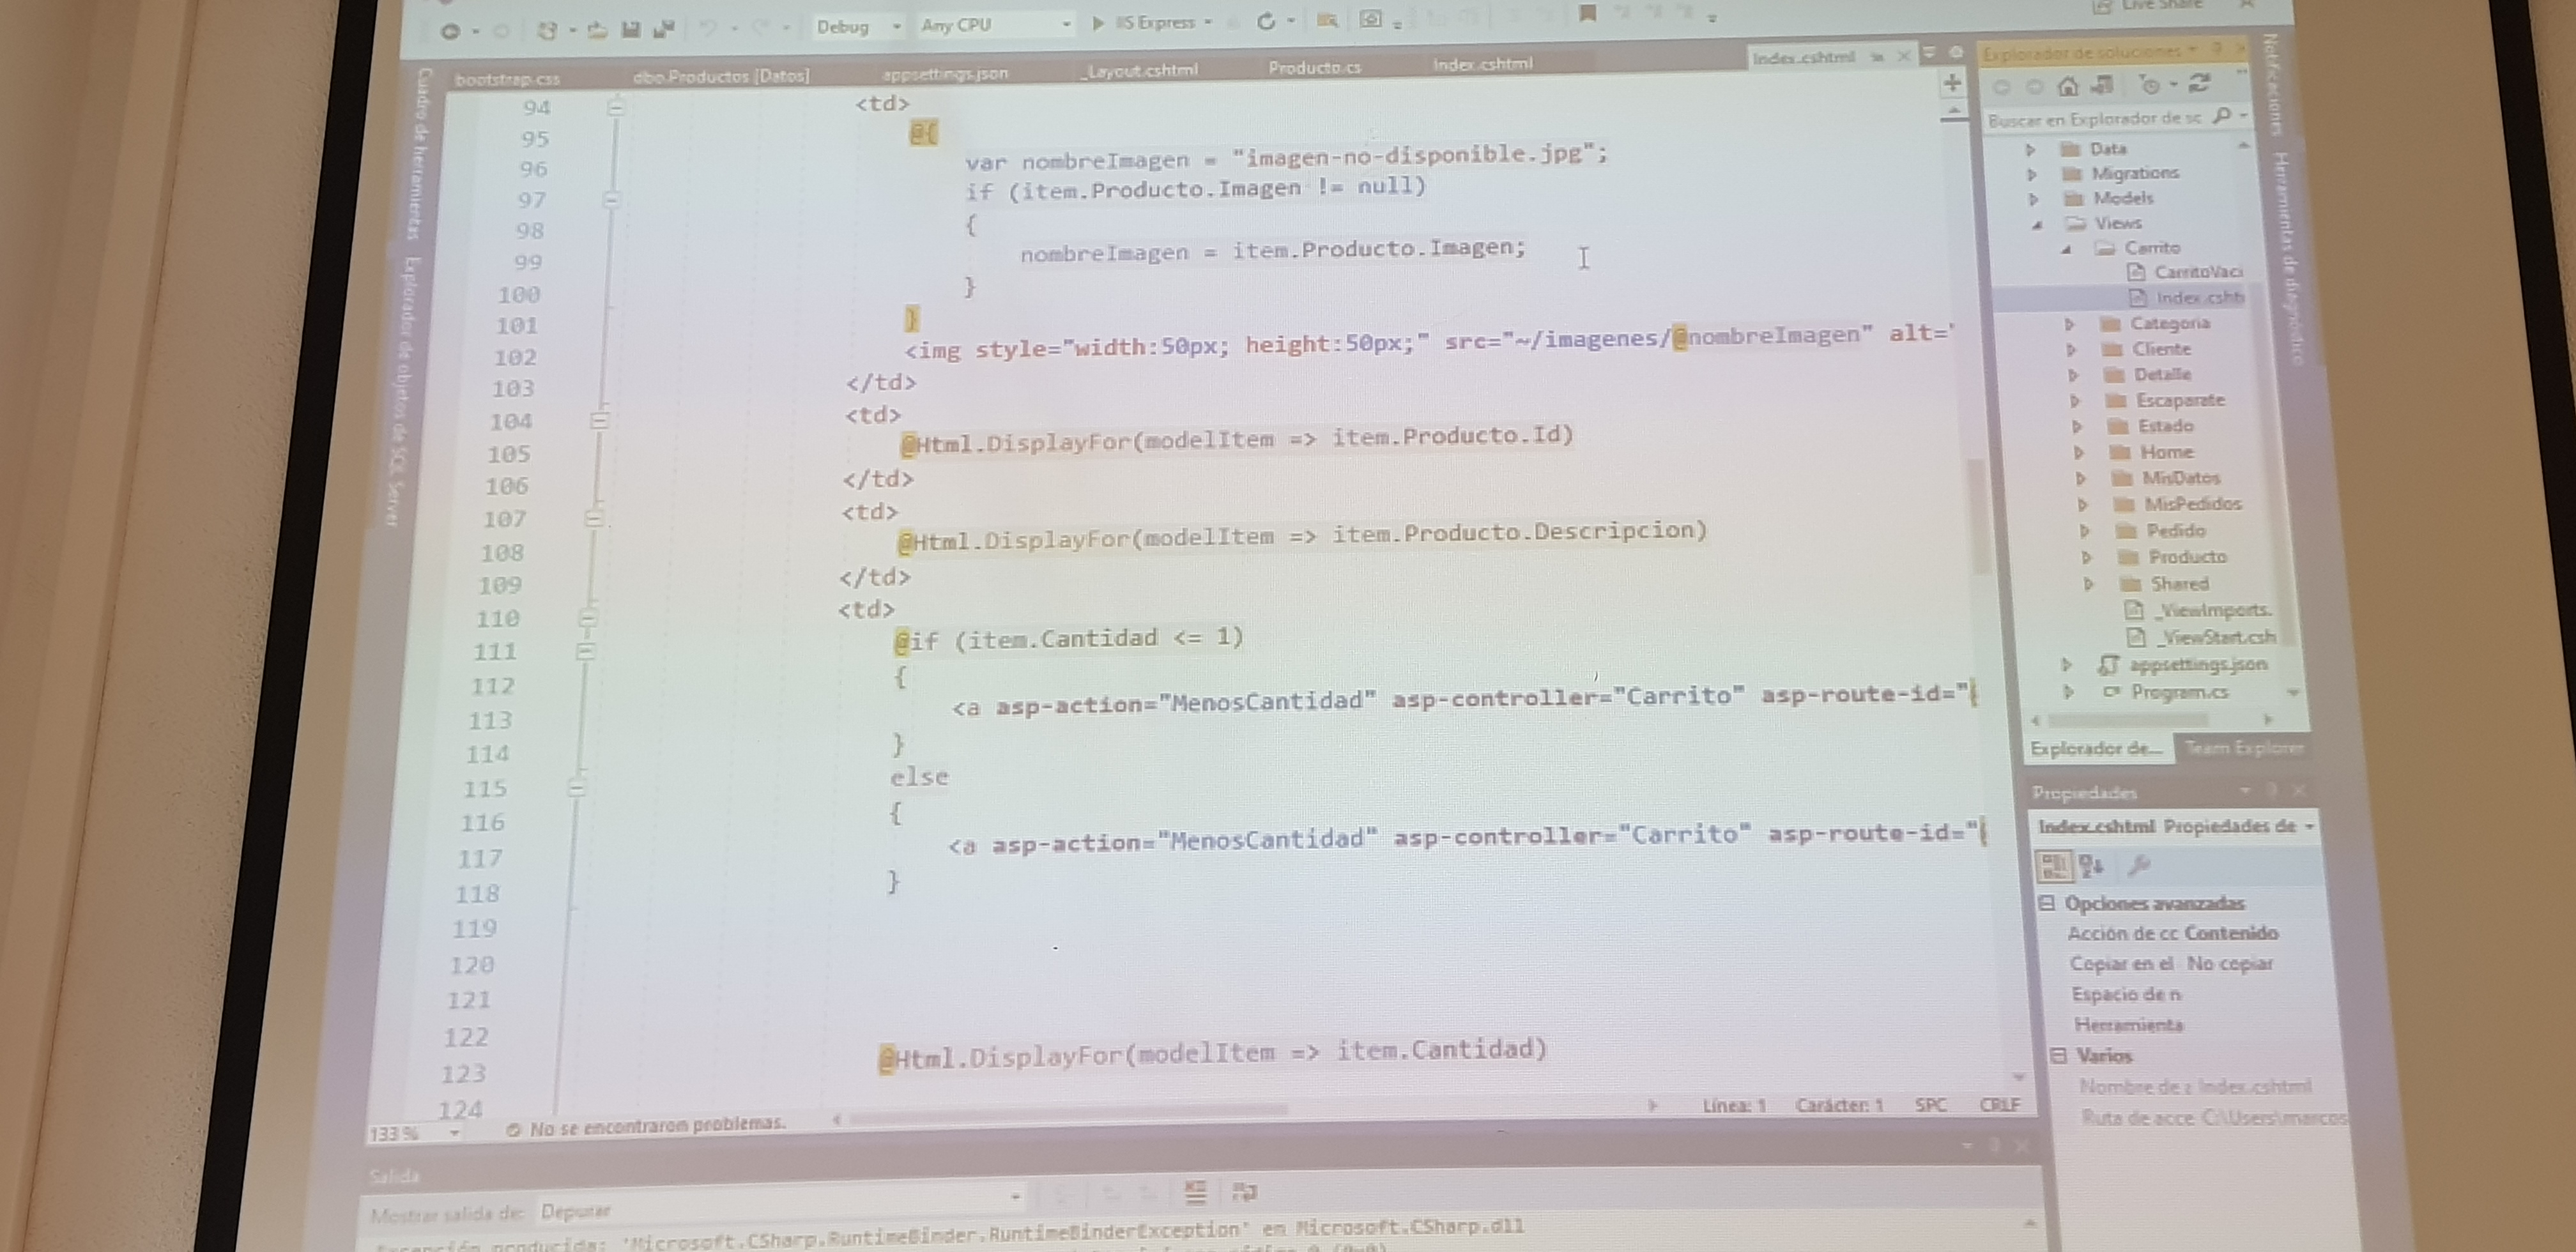 Debug Any CPU IIS Express Live Share
bootstrap.css dbo.Productos [Datos] appsettings.json _Layout.cshtml Producto.cs Index.cshtml Index.cshtml
Cuadro de herramientas Explorador de objetos de SQL Server
94 <td>
95 @{
96 var nombreImagen = "imagen-no-disponible.jpg";
97 if (item.Producto.Imagen != null)
98 {
99 nombreImagen = item.Producto.Imagen;
100 }
101 }
102 <img style="width:50px; height:50px;" src="~/imagenes/@nombreImagen" alt="
103 </td>
104 <td>
105 @Html.DisplayFor(modelItem => item.Producto.Id)
106 </td>
107 <td>
108 @Html.DisplayFor(modelItem => item.Producto.Descripcion)
109 </td>
110 <td>
111 @if (item.Cantidad <= 1)
112 {
113 <a asp-action="MenosCantidad" asp-controller="Carrito" asp-route-id="
114 }
115 else
116 {
117 <a asp-action="MenosCantidad" asp-controller="Carrito" asp-route-id="
118 }
119
120
121
122
123 @Html.DisplayFor(modelItem => item.Cantidad)
124
133 % No se encontraron problemas. Línea: 1 Carácter: 1 SPC CRLF
Salida
Mostrar salida de: Depurar
Excepción producida: 'Microsoft.CSharp.RuntimeBinder.RuntimeBinderException' en Microsoft.CSharp.dll
Explorador de soluciones
Buscar en Explorador de sc
Data
Migrations
Models
Views
Carrito
CarritoVaci
Index.cshtr
Categoria
Cliente
Detalle
Escaparate
Estado
Home
MisDatos
MisPedidos
Pedido
Producto
Shared
_ViewImports.
_ViewStart.csh
appsettings.json
Program.cs
Explorador de... Team Explorer
Propiedades
Index.cshtml Propiedades de
Opciones avanzadas
Acción de cc Contenido
Copiar en el No copiar
Espacio de n
Herramienta
Varios
Nombre de a Index.cshtml
Ruta de acce C:\Users\marcos
Notificaciones Herramientas de diagnóstico